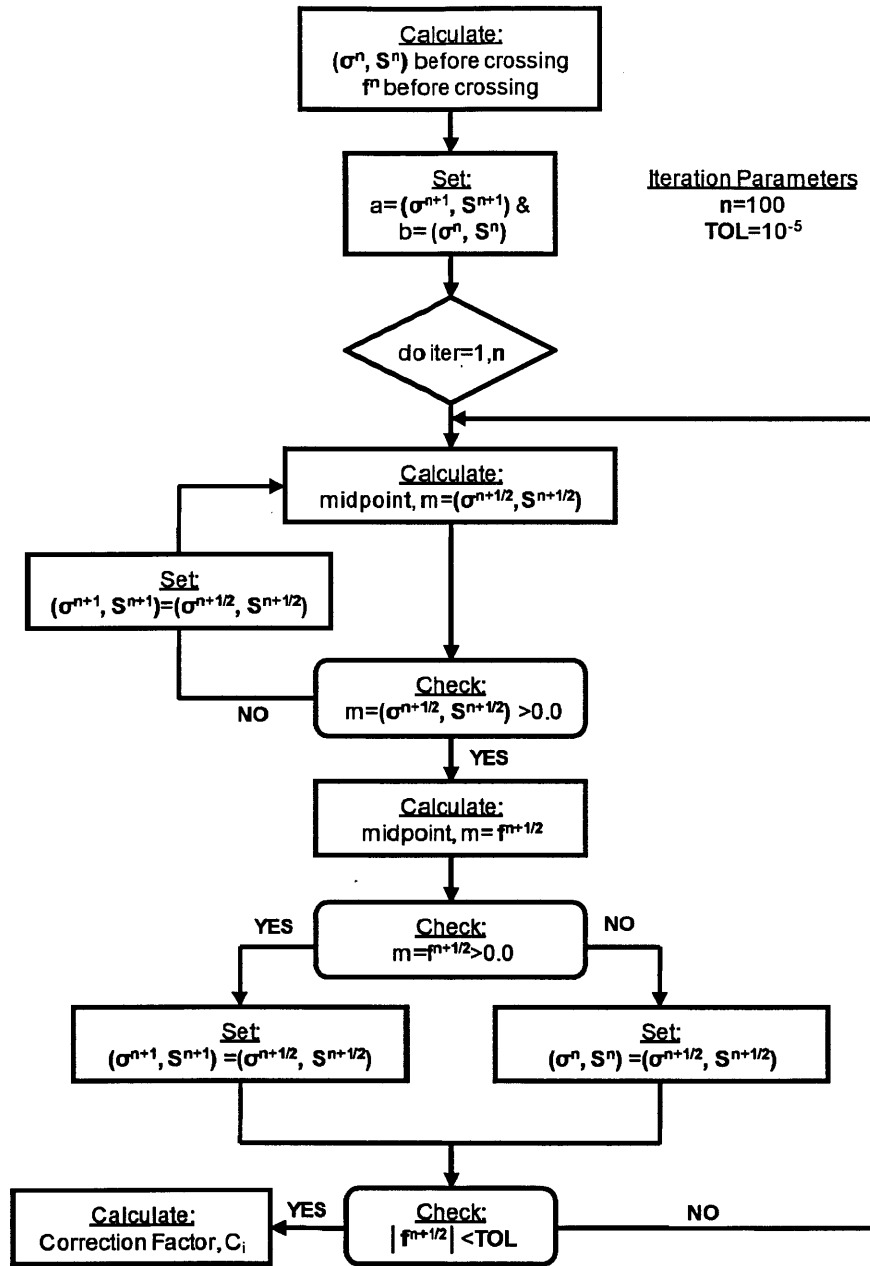 Calculate:
(σⁿ, Sⁿ) before crossing
fⁿ before crossing
Set:
a=(σⁿ⁺¹, Sⁿ⁺¹) &
b=(σⁿ, Sⁿ)
Iteration Parameters
n=100
TOL=10⁻⁵
do iter=1,n
Calculate:
midpoint, m=(σⁿ⁺¹/², Sⁿ⁺¹/²)
Set:
(σⁿ⁺¹, Sⁿ⁺¹)=(σⁿ⁺¹/², Sⁿ⁺¹/²)
Check:
m=(σⁿ⁺¹/², Sⁿ⁺¹/²) >0.0
NO
YES
Calculate:
midpoint, m= fⁿ⁺¹/²
YES
Check:
m=fⁿ⁺¹/²>0.0
NO
Set:
(σⁿ⁺¹, Sⁿ⁺¹) =(σⁿ⁺¹/², Sⁿ⁺¹/²)
Set:
(σⁿ, Sⁿ) =(σⁿ⁺¹/², Sⁿ⁺¹/²)
Calculate:
Correction Factor, Cᵢ
YES
Check:
|fⁿ⁺¹/²| <TOL
NO